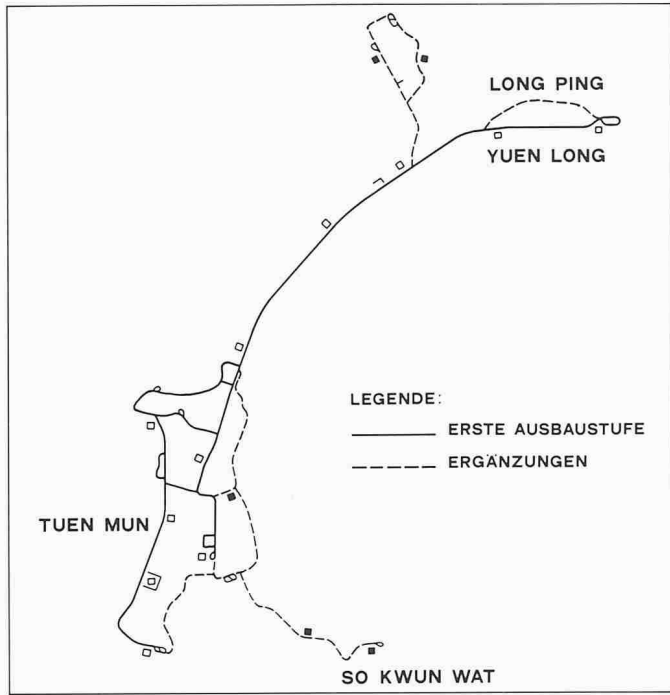 LONG PING
YUEN LONG
LEGENDE:
ERSTE AUSBAUSTUFE
ERGÄNZUNGEN
TUEN MUN
SO KWUN WAT